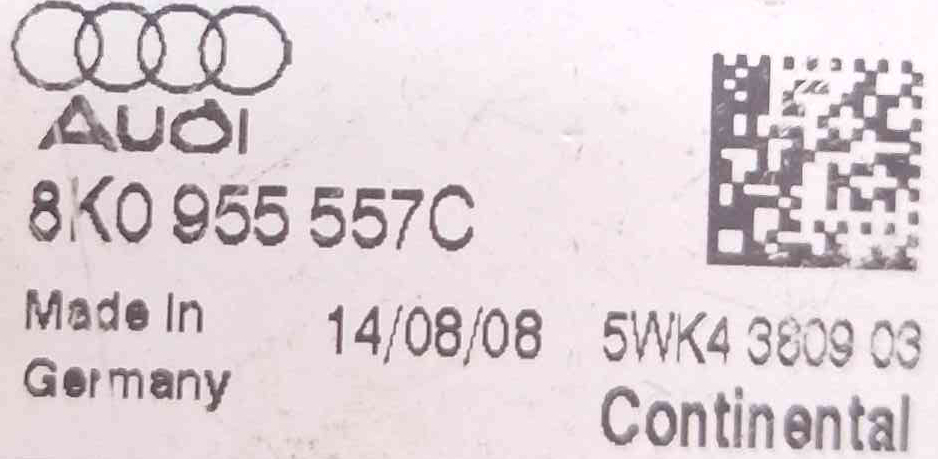 AUDI
8K0 955 557C
Made In 14/08/08 5WK4 3809 03
Germany Continental